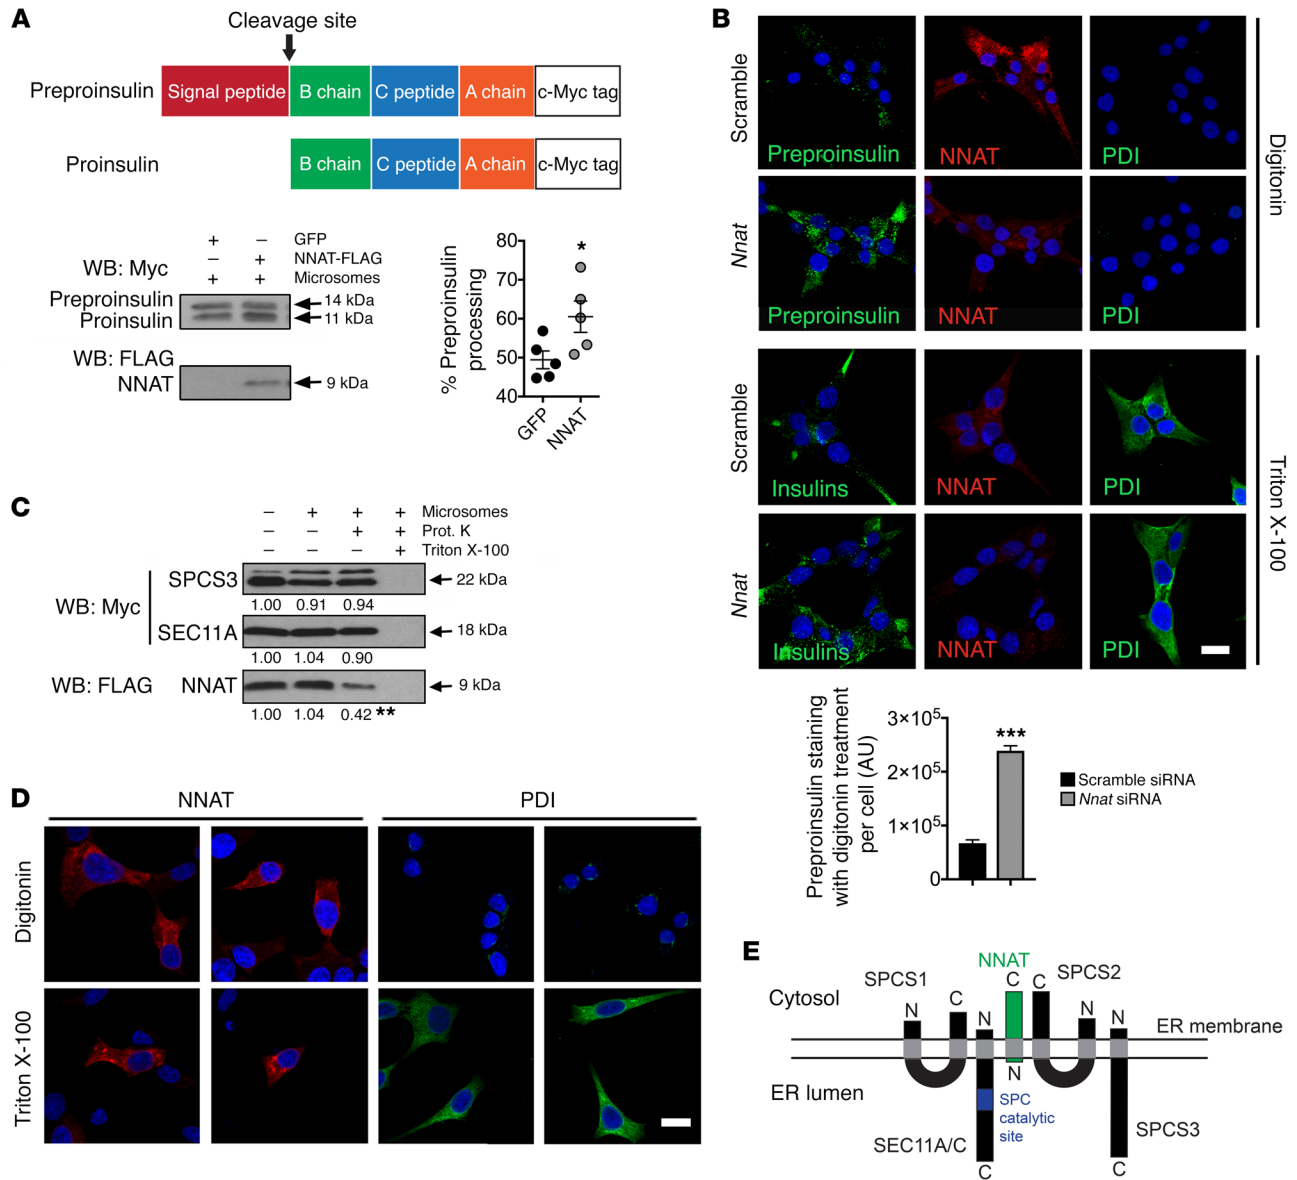 A
Cleavage site
Preproinsulin
Signal peptide
B chain
C peptide
A chain
c-Myc tag
Proinsulin
B chain
C peptide
A chain
c-Myc tag
+ – GFP
– + NNAT-FLAG
+ + Microsomes
WB: Myc
Preproinsulin
14 kDa
Proinsulin
11 kDa
WB: FLAG
NNAT
9 kDa
% Preproinsulin
processing
80
70
60
50
40
*
GFP
NNAT
B
Scramble
Preproinsulin
NNAT
PDI
Nnat
Preproinsulin
NNAT
PDI
Digitonin
Scramble
Insulins
NNAT
PDI
Nnat
Insulins
NNAT
PDI
Triton X-100
Preproinsulin staining
with digitonin treatment
per cell (AU)
3×10⁵
2×10⁵
1×10⁵
0
***
Scramble siRNA
Nnat siRNA
C
– + + + Microsomes
– – + + Prot. K
– – – + Triton X-100
WB: Myc
SPCS3
22 kDa
1.00 0.91 0.94
SEC11A
18 kDa
1.00 1.04 0.90
WB: FLAG
NNAT
9 kDa
1.00 1.04 0.42 **
D
NNAT
PDI
Digitonin
Triton X-100
E
Cytosol
SPCS1
NNAT
SPCS2
N
C
N
C
C
N
N
ER membrane
ER lumen
N
SPC
catalytic
site
SEC11A/C
C
SPCS3
C